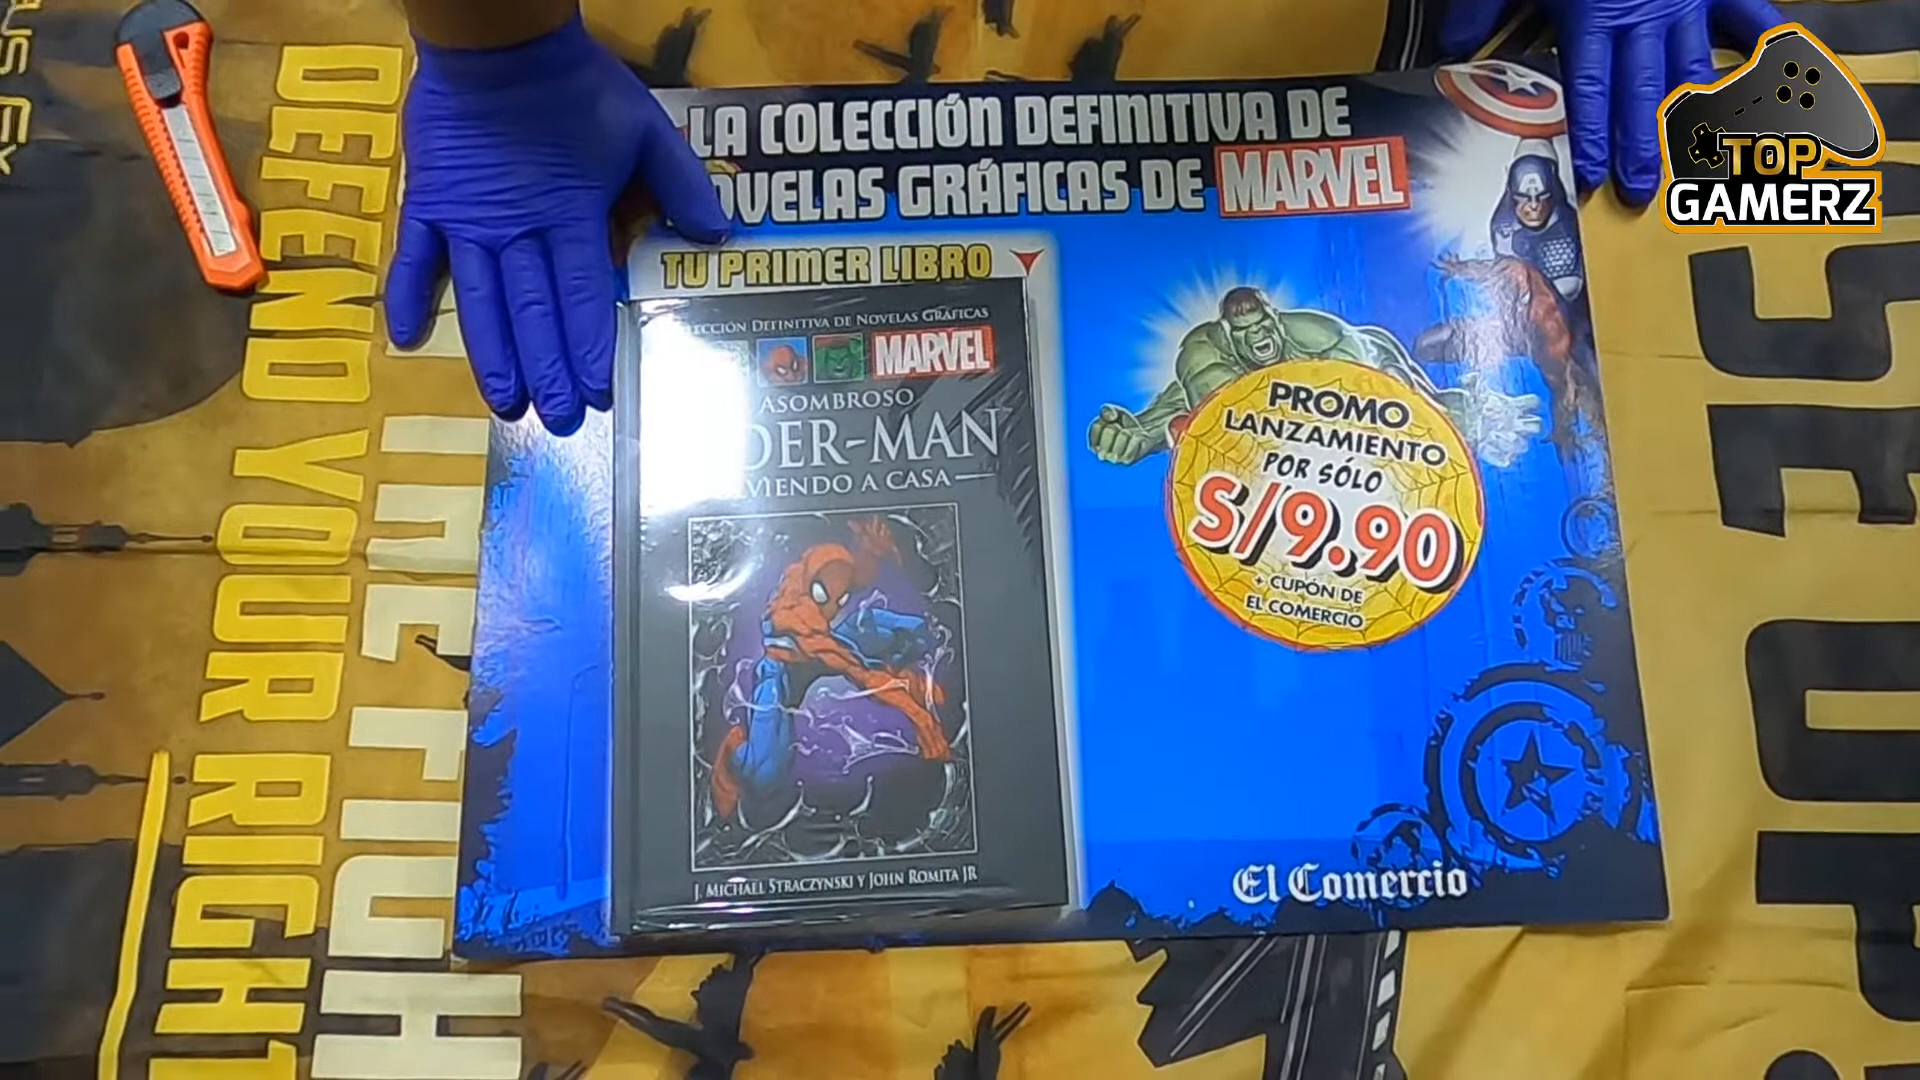 LA COLECCIÓN DEFINITIVA DE
NOVELAS GRÁFICAS DE MARVEL
TU PRIMER LIBRO
DEFINITIVA DE NOVELAS GRÁFICAS
MARVEL
ASOMBROSO
DER-MAN
VIENDO A CASA
J. MICHAEL STRACZYNSKI Y JOHN ROMITA JR
PROMO
LANZAMIENTO
POR SÓLO
S/9.90
+ CUPÓN DE
EL COMERCIO
El Comercio
TOP
GAMERZ
DEFEND YOUR RIGHT